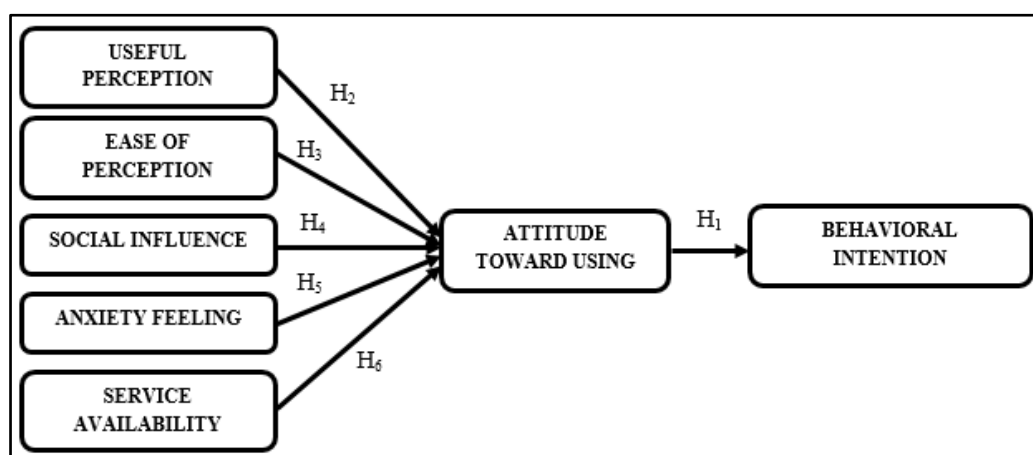 USEFUL
PERCEPTION
H₂
EASE OF
PERCEPTION
H₃
SOCIAL INFLUENCE
H₄
ANXIETY FEELING
H₅
SERVICE
AVAILABILITY
H₆
ATTITUDE
TOWARD USING
H₁
BEHAVIORAL
INTENTION